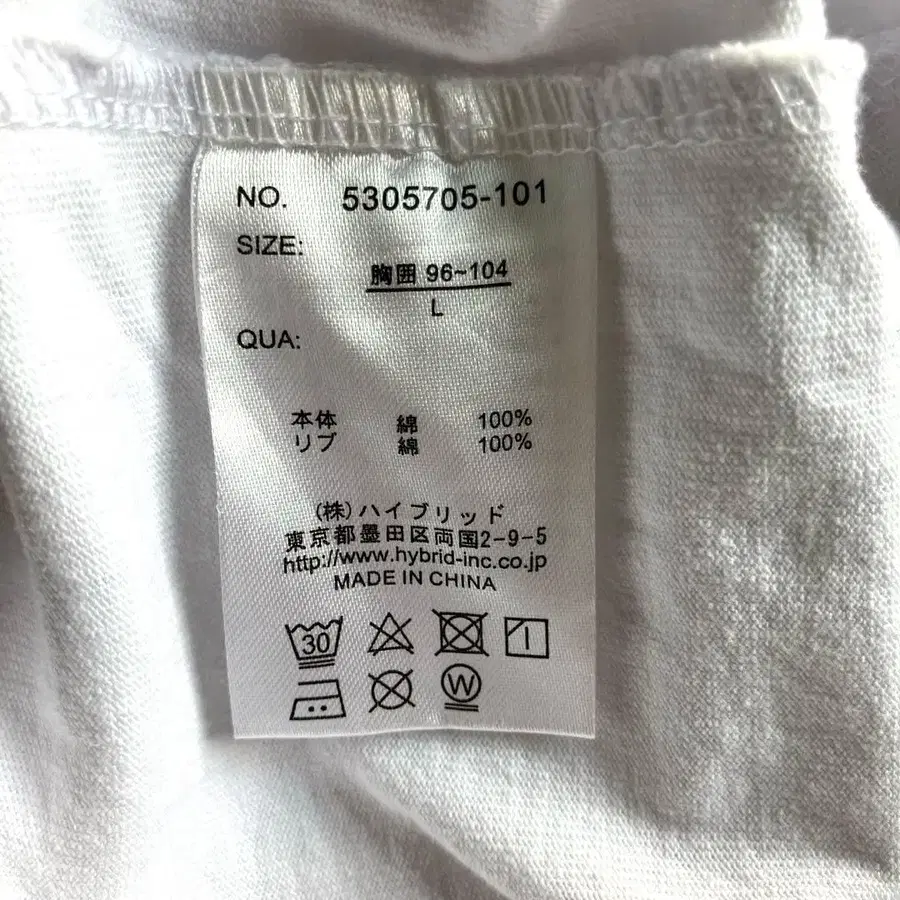 NO. 5305705-101
SIZE:
胸囲 96~104
L
QUA:
本体 綿 100%
リブ 綿 100%
(株)ハイブリッド
東京都墨田区両国2-9-5
http://www.hybrid-inc.co.jp
MADE IN CHINA
30
W